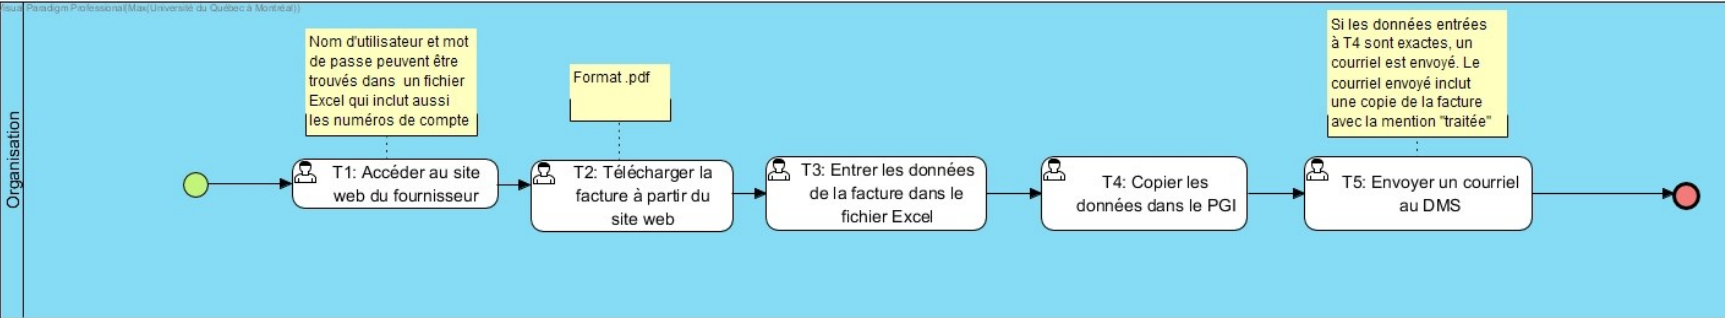 Visual Paradigm Professional(Max(Université du Québec à Montréal))
Organisation
Nom d'utilisateur et mot
de passe peuvent être
trouvés dans un fichier
Excel qui inclut aussi
les numéros de compte
Format .pdf
Si les données entrées
à T4 sont exactes, un
courriel est envoyé. Le
courriel envoyé inclut
une copie de la facture
avec la mention "traitée"
T1: Accéder au site
web du fournisseur
T2: Télécharger la
facture à partir du
site web
T3: Entrer les données
de la facture dans le
fichier Excel
T4: Copier les
données dans le PGI
T5: Envoyer un courriel
au DMS